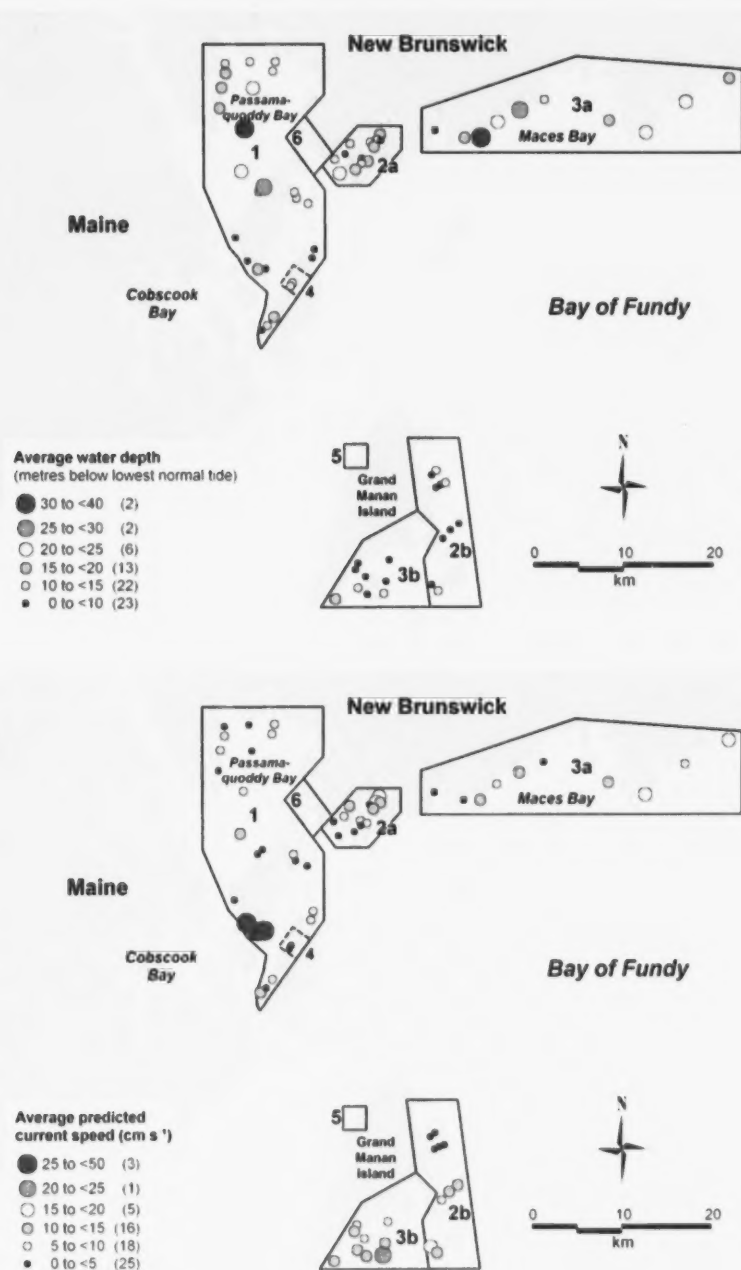 New Brunswick
Passama-
quoddy Bay
1
6
2a
3a
Maces Bay
Maine
4
Cobscook
Bay
Bay of Fundy
Average water depth
(metres below lowest normal tide)
30 to <40 (2)
25 to <30 (2)
20 to <25 (6)
15 to <20 (13)
10 to <15 (22)
0 to <10 (23)
5
Grand
Manan
Island
2b
3b
N
0 10 20
km
New Brunswick
Passama-
quoddy Bay
1
6
2a
3a
Maces Bay
Maine
4
Cobscook
Bay
Bay of Fundy
Average predicted
current speed (cm s⁻¹)
25 to <50 (3)
20 to <25 (1)
15 to <20 (5)
10 to <15 (16)
5 to <10 (18)
0 to <5 (25)
5
Grand
Manan
Island
2b
3b
N
0 10 20
km